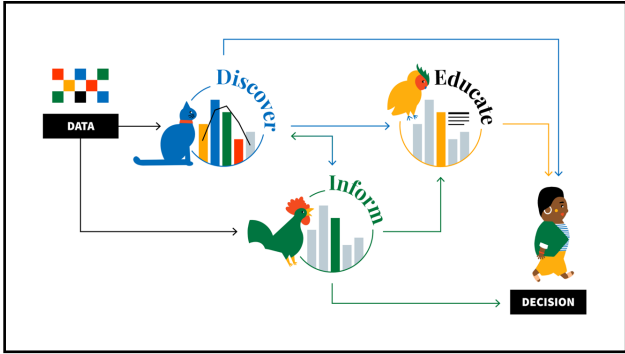 Discover
Educate
DATA
Inform
DECISION